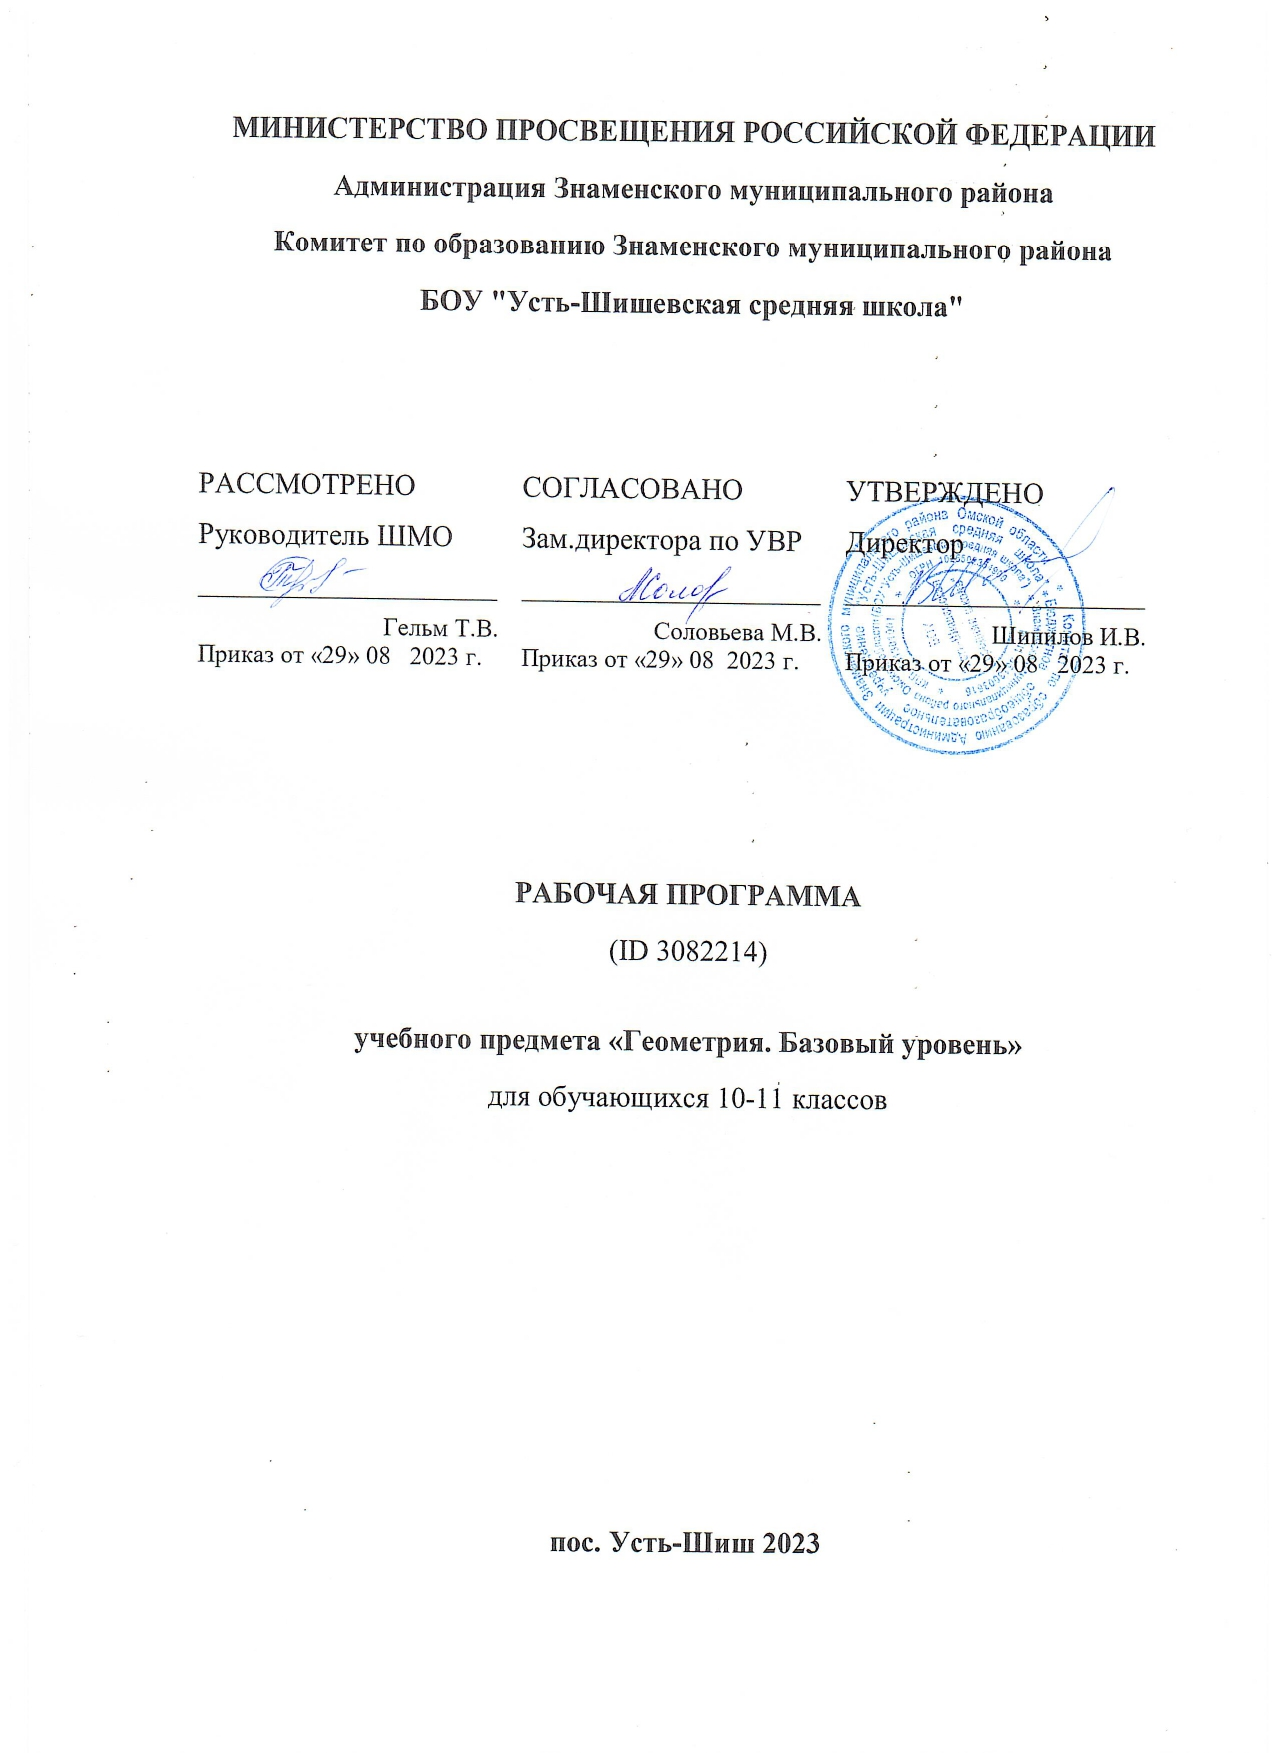 МИНИСТЕРСТВО ПРОСВЕЩЕНИЯ РОССИЙСКОЙ ФЕДЕРАЦИИ
Администрация Знаменского муниципального района
Комитет по образованию Знаменского муниципального района
БОУ "Усть-Шишевская средняя школа"
РАССМОТРЕНО
Руководитель ШМО
Гельм Т.В.
Приказ от «29» 08 2023 г.
СОГЛАСОВАНО
Зам.директора по УВР
Соловьева М.В.
Приказ от «29» 08 2023 г.
УТВЕРЖДЕНО
Директор
Шипилов И.В.
Приказ от «29» 08 2023 г.
РАБОЧАЯ ПРОГРАММА
(ID 3082214)
учебного предмета «Геометрия. Базовый уровень»
для обучающихся 10-11 классов
пос. Усть-Шиш 2023